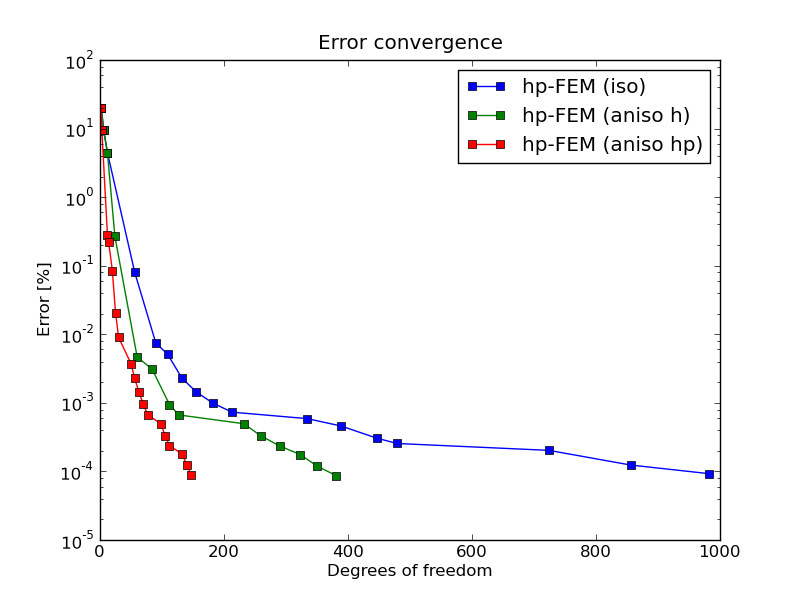 Error convergence
hp-FEM (iso)
hp-FEM (aniso h)
hp-FEM (aniso hp)
10^2
10^1
10^0
10^-1
10^-2
10^-3
10^-4
10^-5
Error [%]
0 200 400 600 800 1000
Degrees of freedom